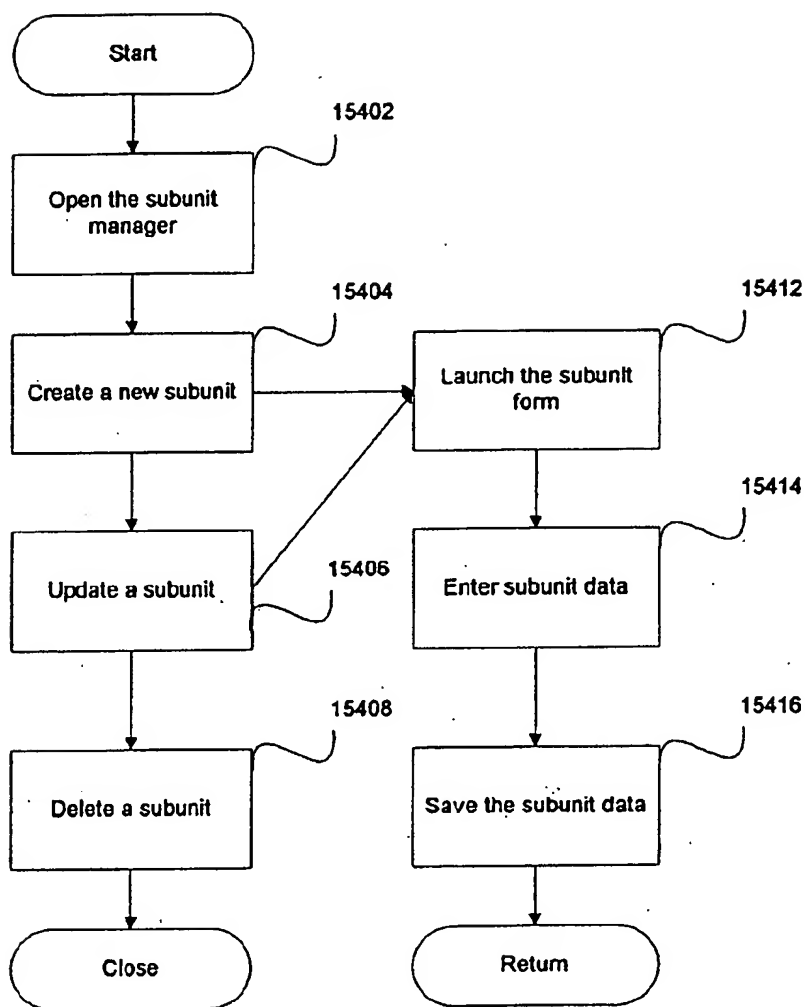 Start
15402
Open the subunit
manager
15404
Create a new subunit
15406
Update a subunit
15408
Delete a subunit
Close
15412
Launch the subunit
form
15414
Enter subunit data
15416
Save the subunit data
Return